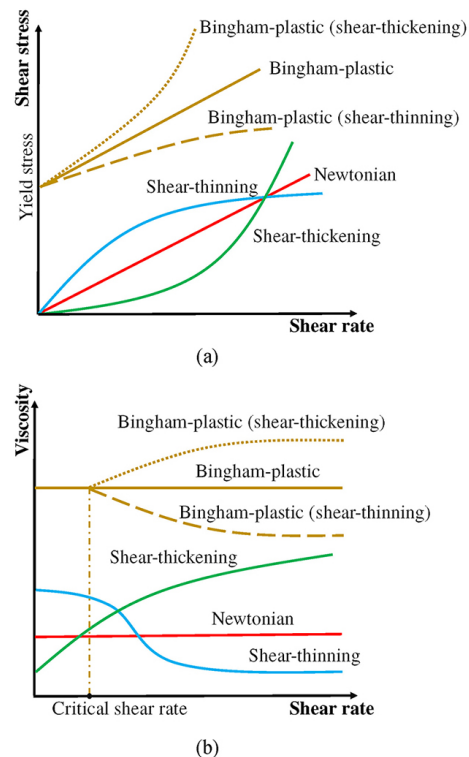 Shear stress
Yield stress
Bingham-plastic (shear-thickening)
Bingham-plastic
Bingham-plastic (shear-thinning)
Shear-thinning
Newtonian
Shear-thickening
Shear rate
(a)
Viscosity
Bingham-plastic (shear-thickening)
Bingham-plastic
Bingham-plastic (shear-thinning)
Shear-thickening
Newtonian
Shear-thinning
Critical shear rate
Shear rate
(b)